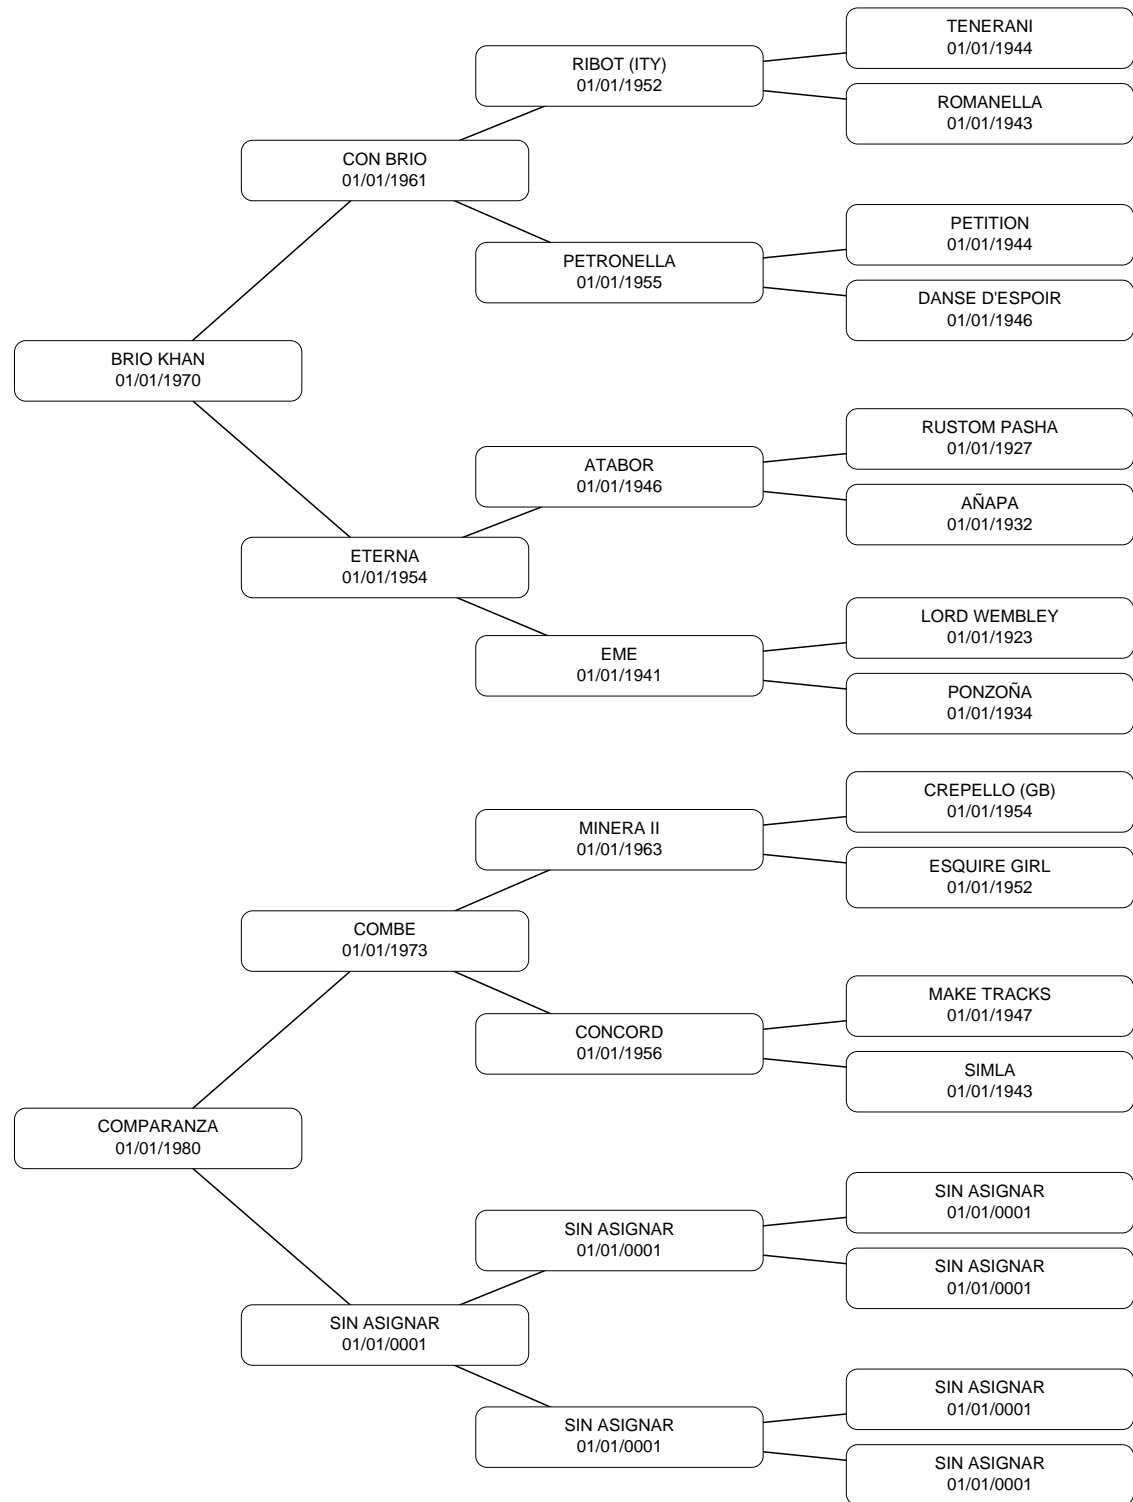 TENERANI
01/01/1944
RIBOT (ITY)
01/01/1952
ROMANELLA
01/01/1943
CON BRIO
01/01/1961
PETITION
01/01/1944
PETRONELLA
01/01/1955
DANSE D'ESPOIR
01/01/1946
BRIO KHAN
01/01/1970
RUSTOM PASHA
01/01/1927
ATABOR
01/01/1946
AÑAPA
01/01/1932
ETERNA
01/01/1954
LORD WEMBLEY
01/01/1923
EME
01/01/1941
PONZOÑA
01/01/1934
CREPELLO (GB)
01/01/1954
MINERA II
01/01/1963
ESQUIRE GIRL
01/01/1952
COMBE
01/01/1973
MAKE TRACKS
01/01/1947
CONCORD
01/01/1956
SIMLA
01/01/1943
COMPARANZA
01/01/1980
SIN ASIGNAR
01/01/0001
SIN ASIGNAR
01/01/0001
SIN ASIGNAR
01/01/0001
SIN ASIGNAR
01/01/0001
SIN ASIGNAR
01/01/0001
SIN ASIGNAR
01/01/0001
SIN ASIGNAR
01/01/0001